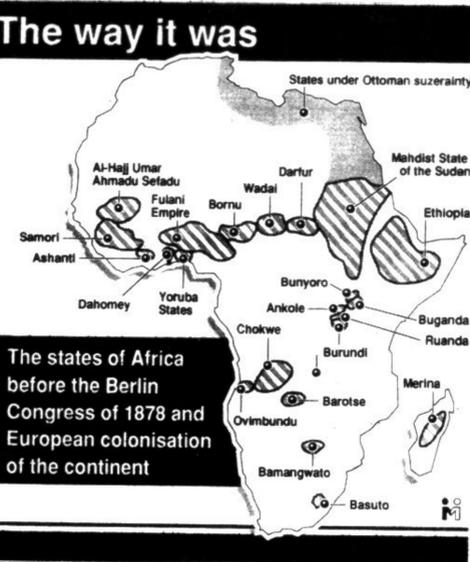 The way it was
States under Ottoman suzerainty
Mahdist State
of the Sudan
Al-Hajj Umar
Ahmadu Sefadu
Fulani
Empire
Bornu
Wadai
Darfur
Ethiopia
Samori
Ashanti
Dahomey
Yoruba
States
Bunyoro
Ankole
Buganda
Ruanda
Burundi
Chokwe
The states of Africa
before the Berlin
Congress of 1878 and
European colonisation
of the continent
Merina
Barotse
Ovimbundu
Bamangwato
Basuto